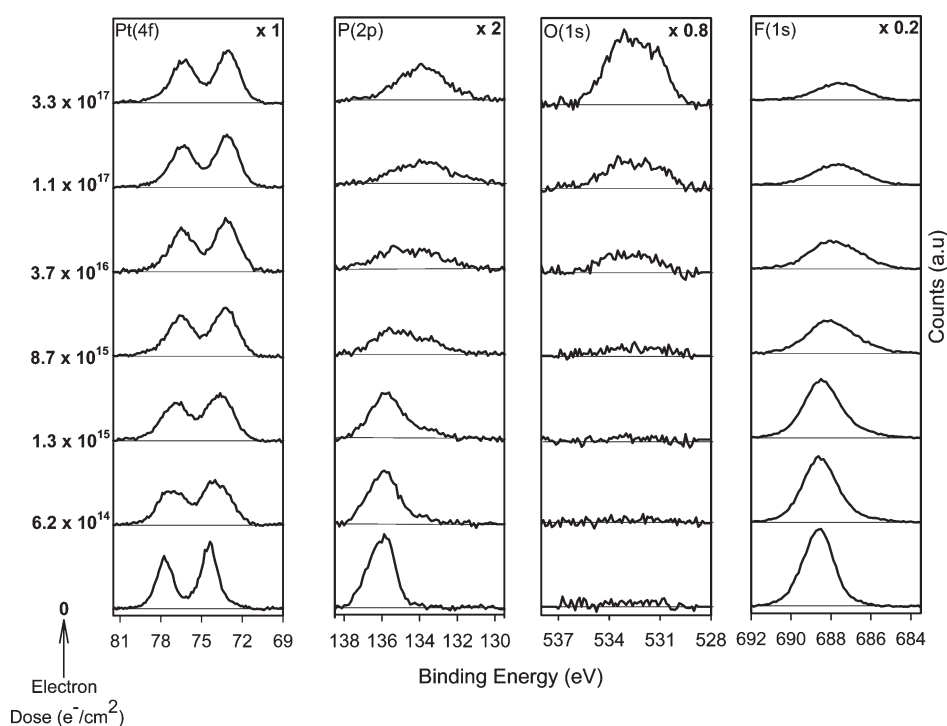 Pt(4f) x 1
P(2p) x 2
O(1s) x 0.8
F(1s) x 0.2
3.3 x 10^17
1.1 x 10^17
3.7 x 10^16
8.7 x 10^15
1.3 x 10^15
6.2 x 10^14
0
Counts (a.u)
81 78 75 72 69
138 136 134 132 130
537 534 531 528
692 690 688 686 684
Binding Energy (eV)
Electron
Dose (e^-/cm^2)